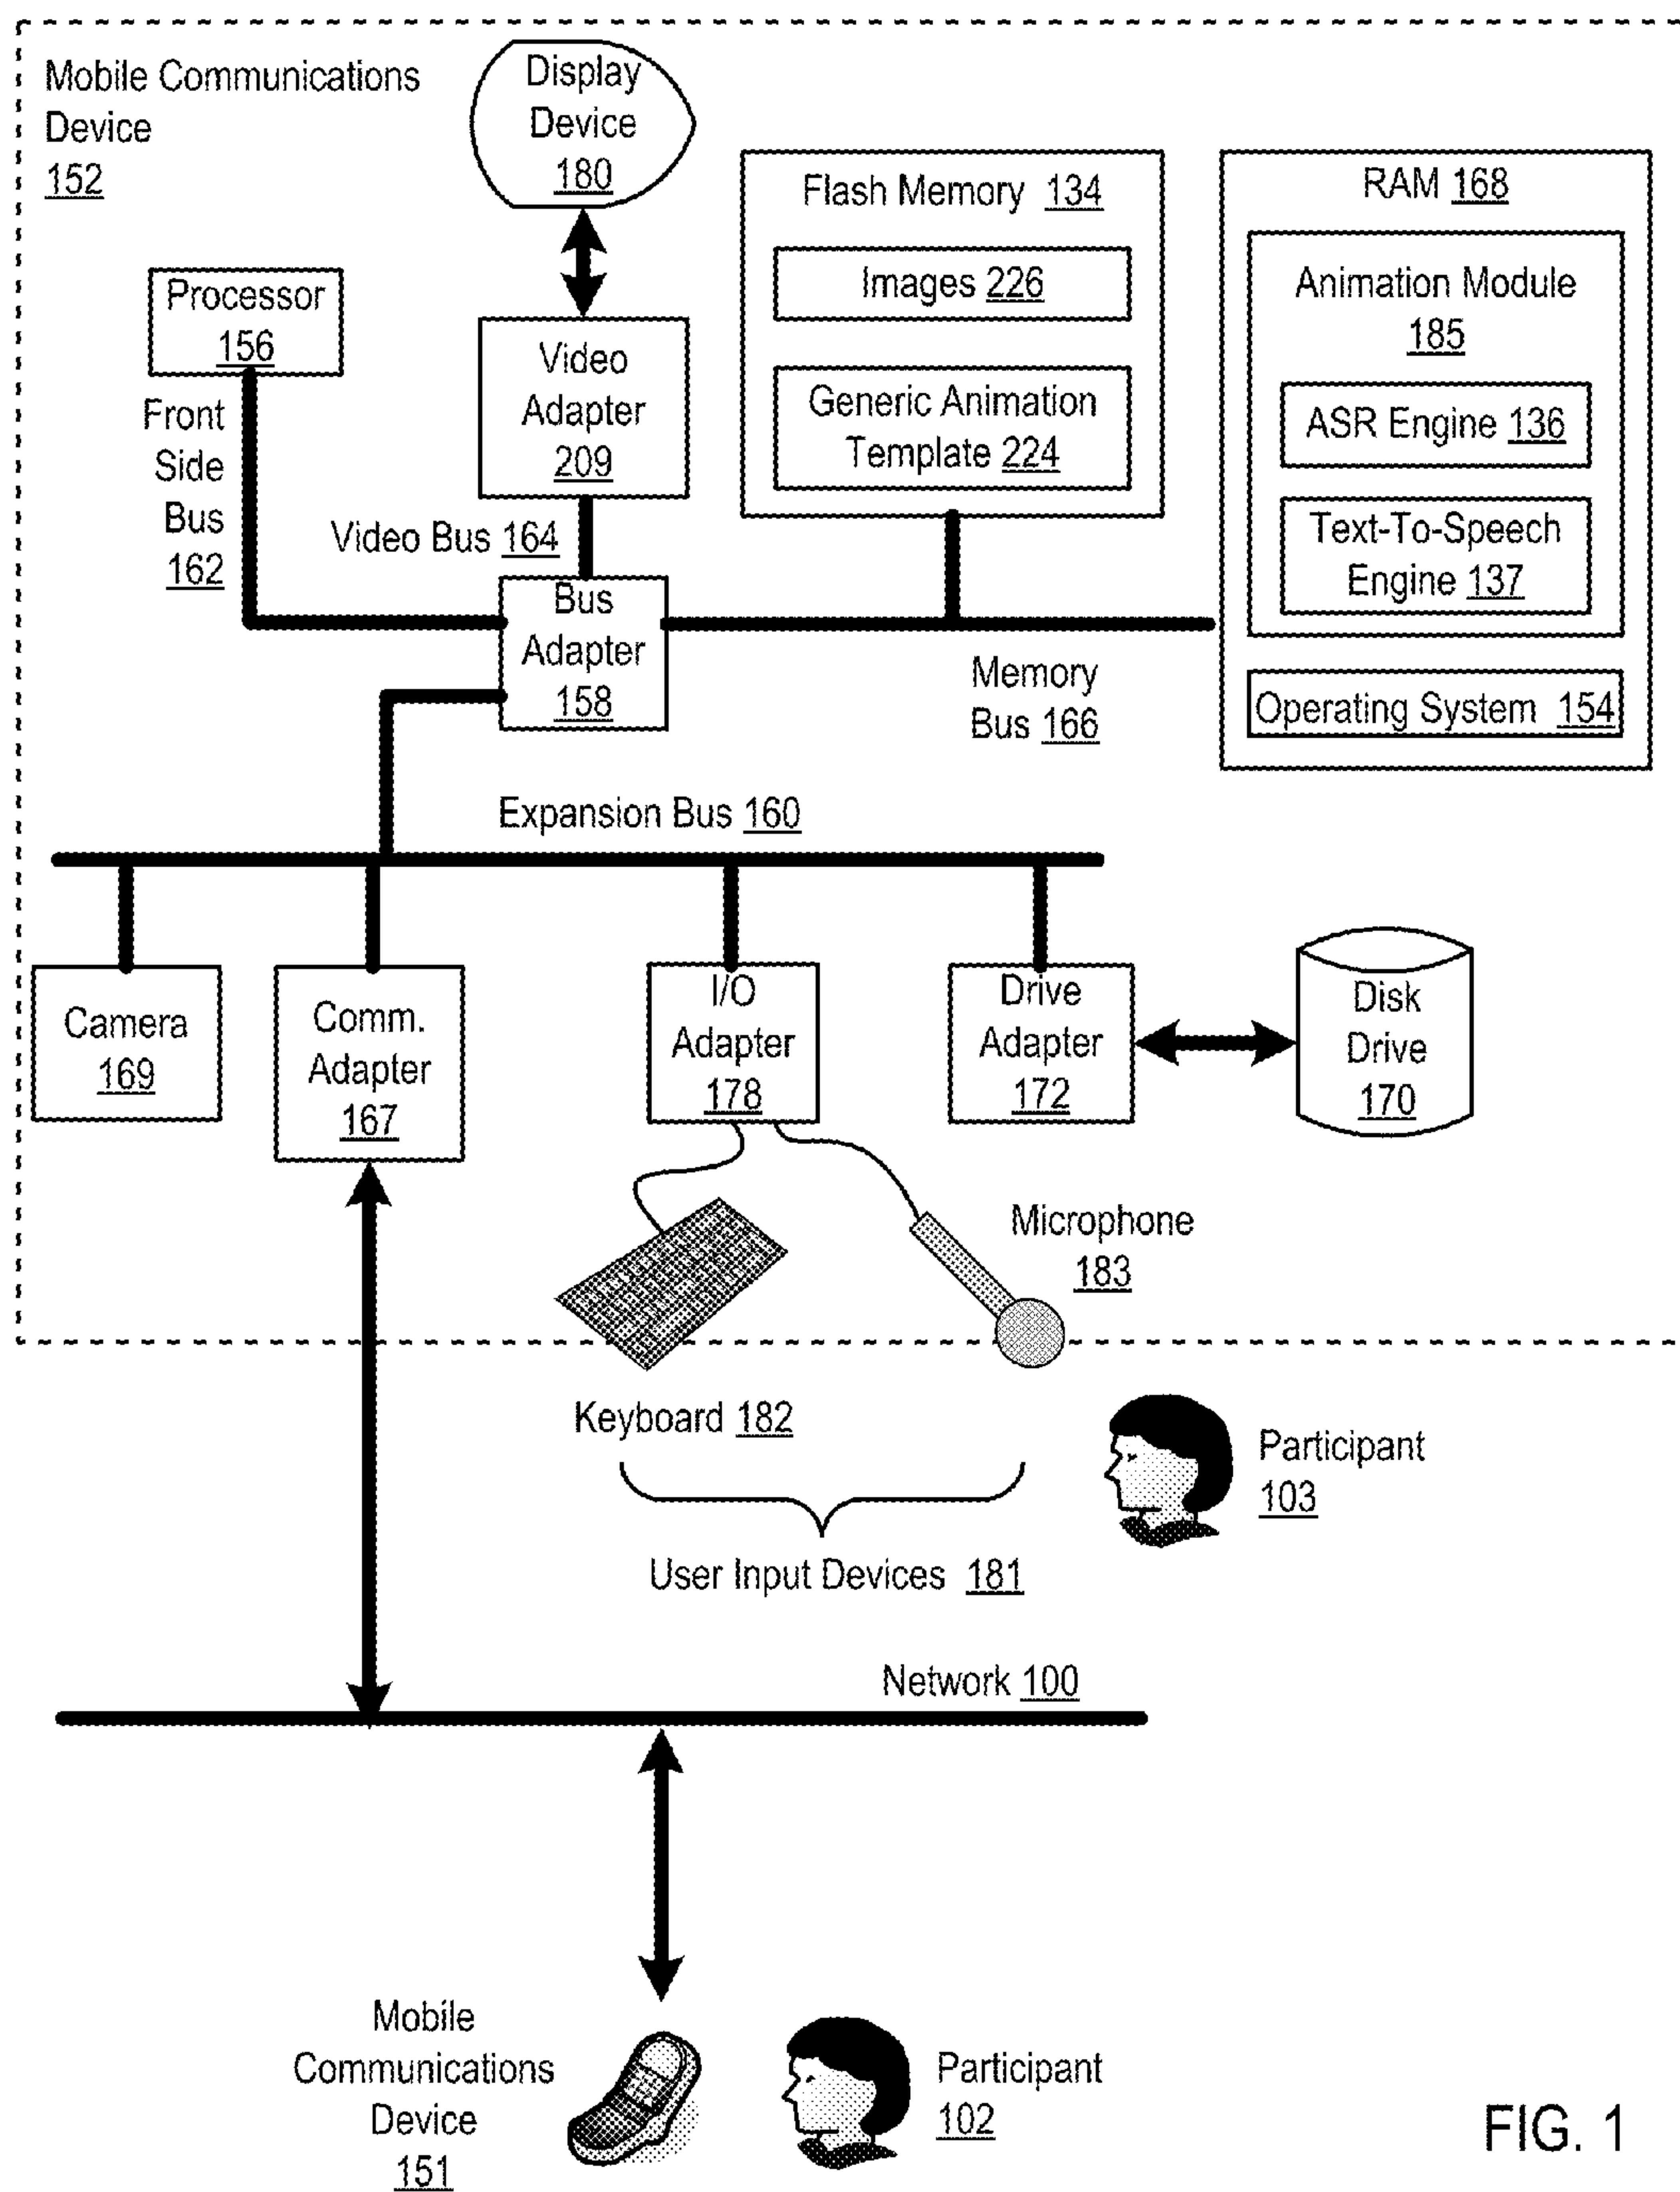 Mobile Communications
Device
152
Display
Device
180
Processor
156
Front
Side
Bus
162
Video
Adapter
209
Video Bus 164
Bus
Adapter
158
Flash Memory 134
Images 226
Generic Animation
Template 224
Memory
Bus 166
RAM 168
Animation Module
185
ASR Engine 136
Text-To-Speech
Engine 137
Operating System 154
Expansion Bus 160
Camera
169
Comm.
Adapter
167
I/O
Adapter
178
Drive
Adapter
172
Disk
Drive
170
Microphone
183
Keyboard 182
Participant
103
User Input Devices 181
Network 100
Mobile
Communications
Device
151
Participant
102
FIG. 1